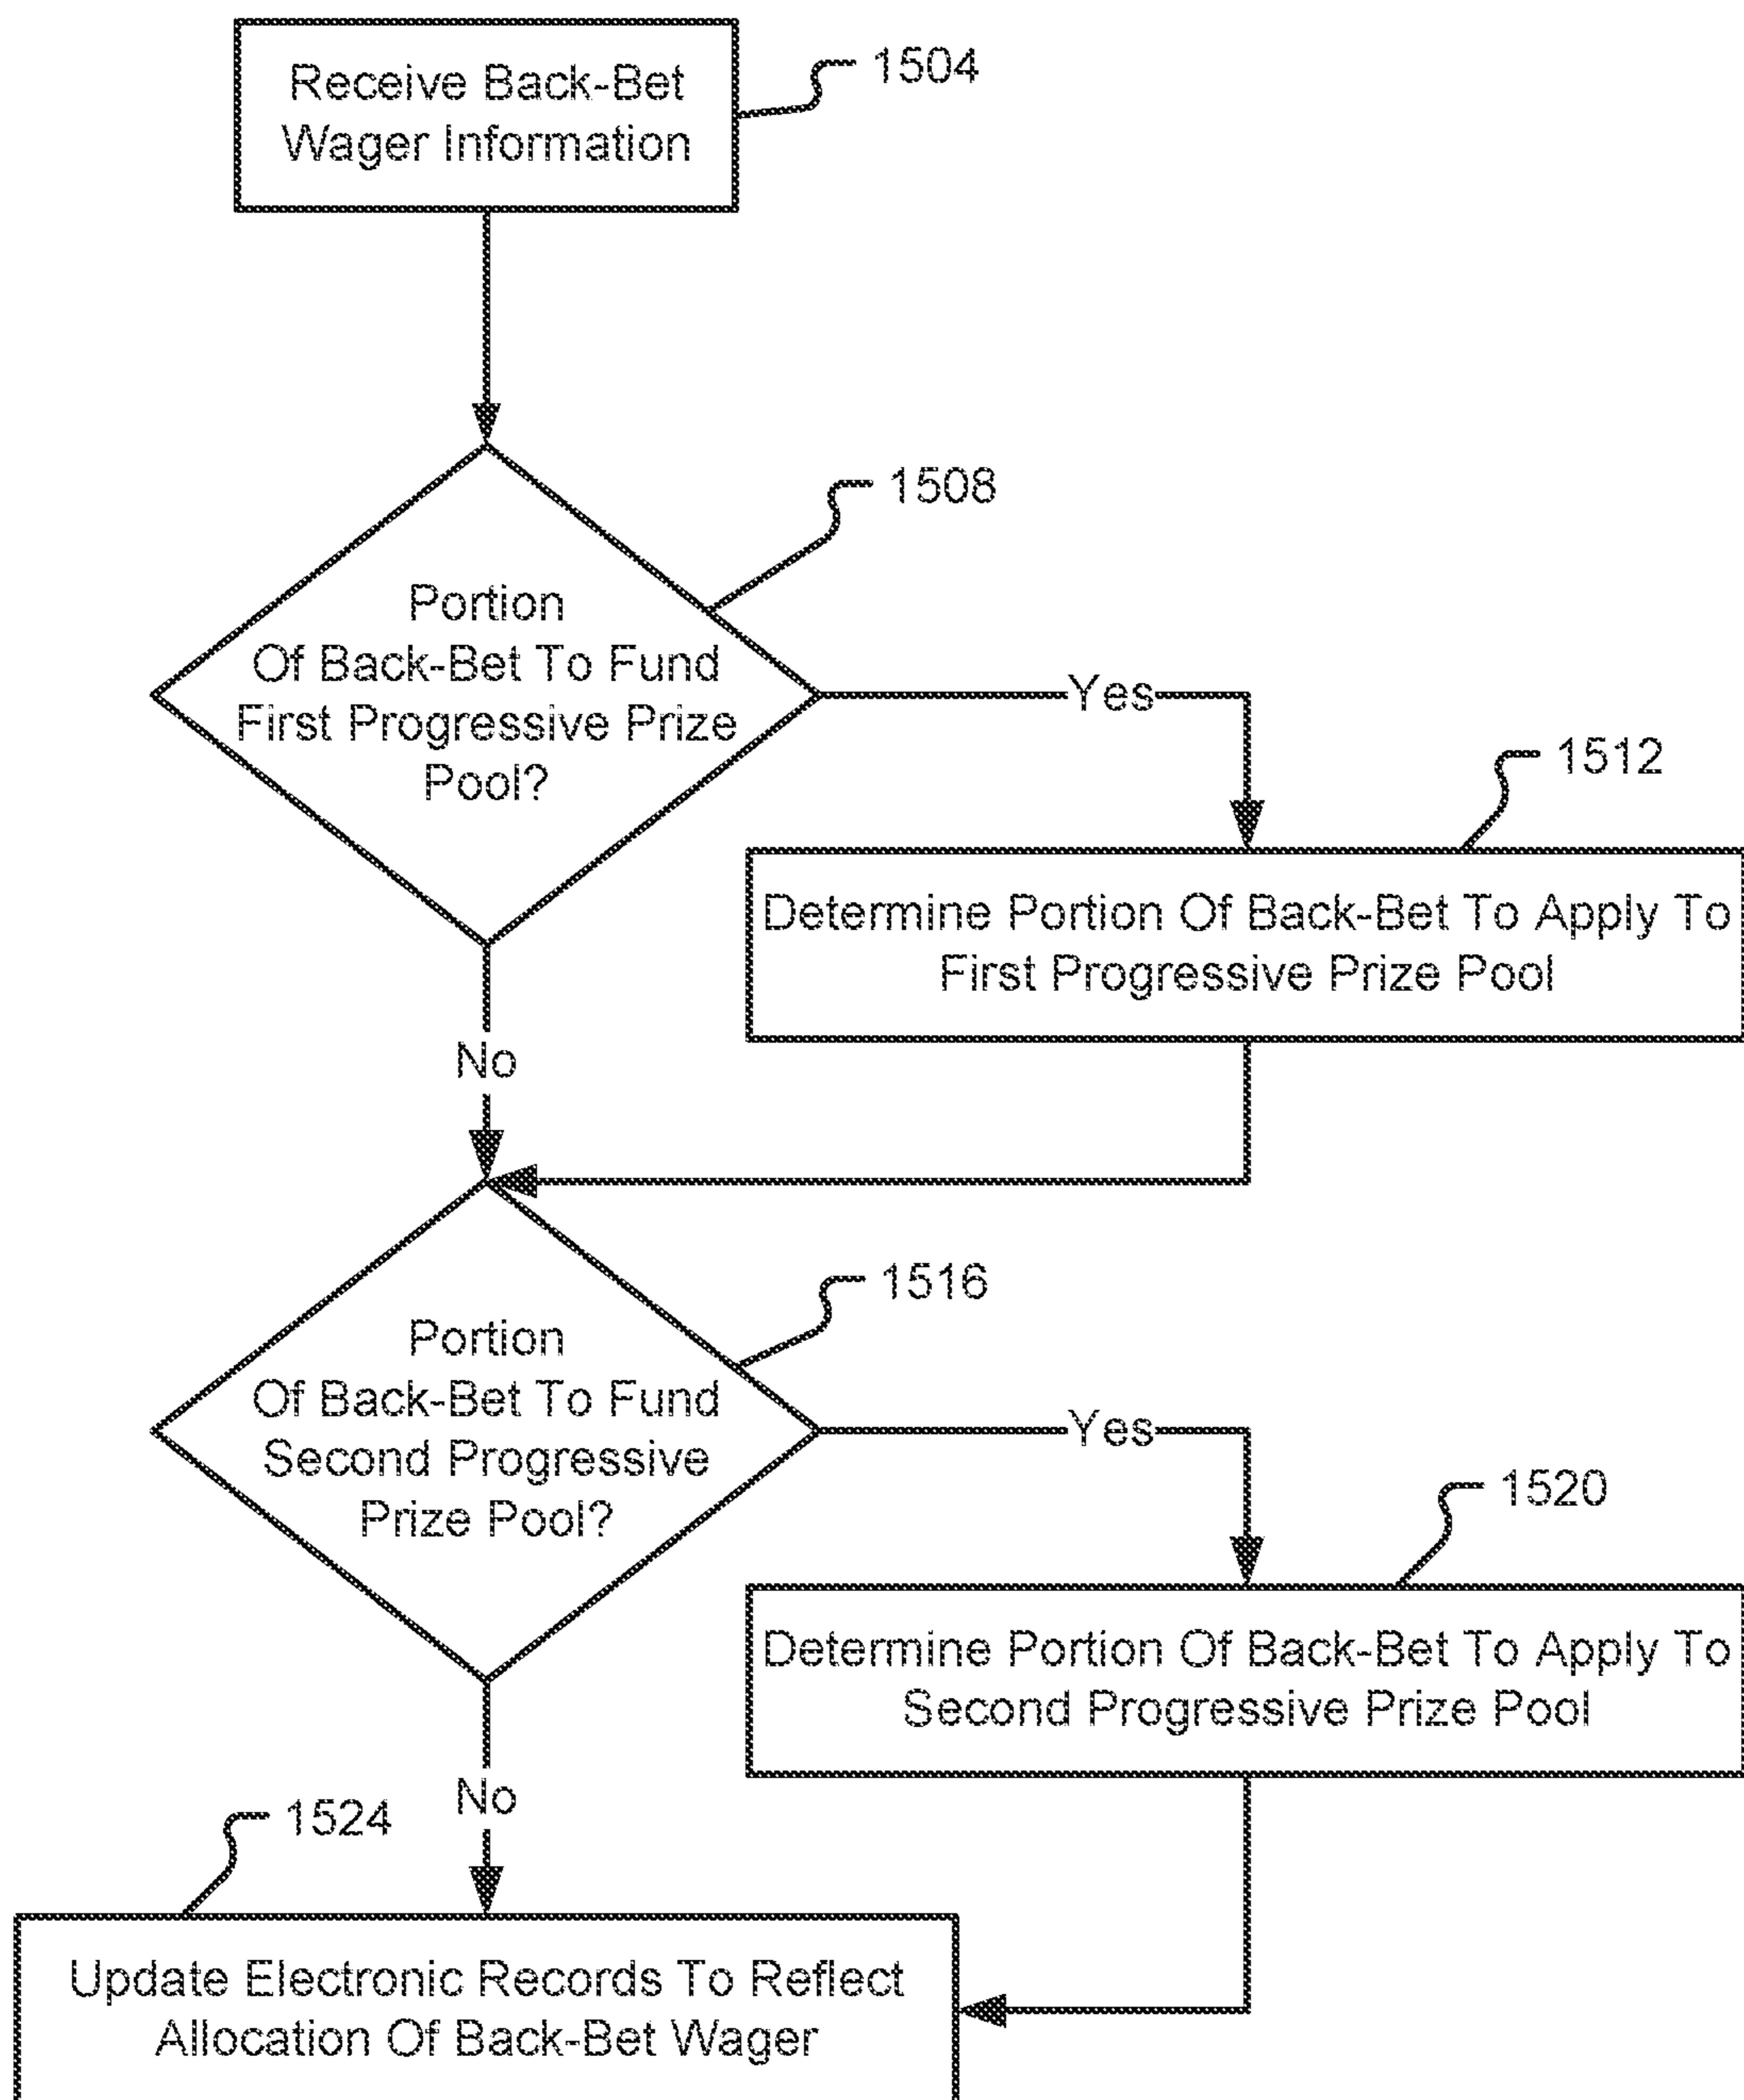 Receive Back-Bet
Wager Information
1504
1508
Portion
Of Back-Bet To Fund
First Progressive Prize
Pool?
Yes
1512
Determine Portion Of Back-Bet To Apply To
First Progressive Prize Pool
No
1516
Portion
Of Back-Bet To Fund
Second Progressive
Prize Pool?
Yes
1520
Determine Portion Of Back-Bet To Apply To
Second Progressive Prize Pool
No
1524
Update Electronic Records To Reflect
Allocation Of Back-Bet Wager